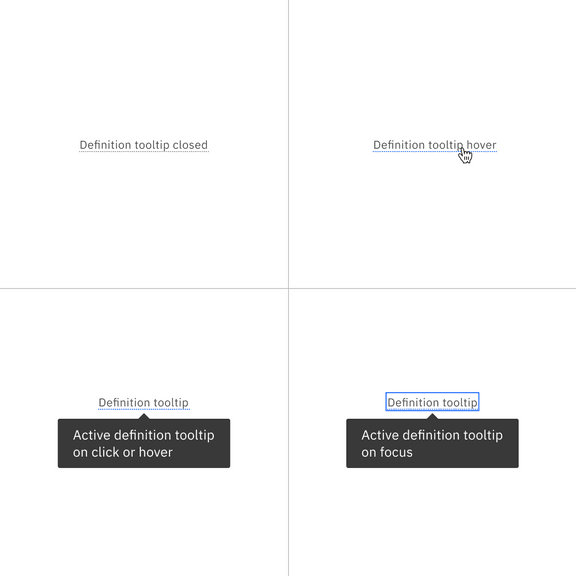 Definition tooltip closed
Definition tooltip hover
Definition tooltip
Active definition tooltip
on click or hover
Definition tooltip
Active definition tooltip
on focus